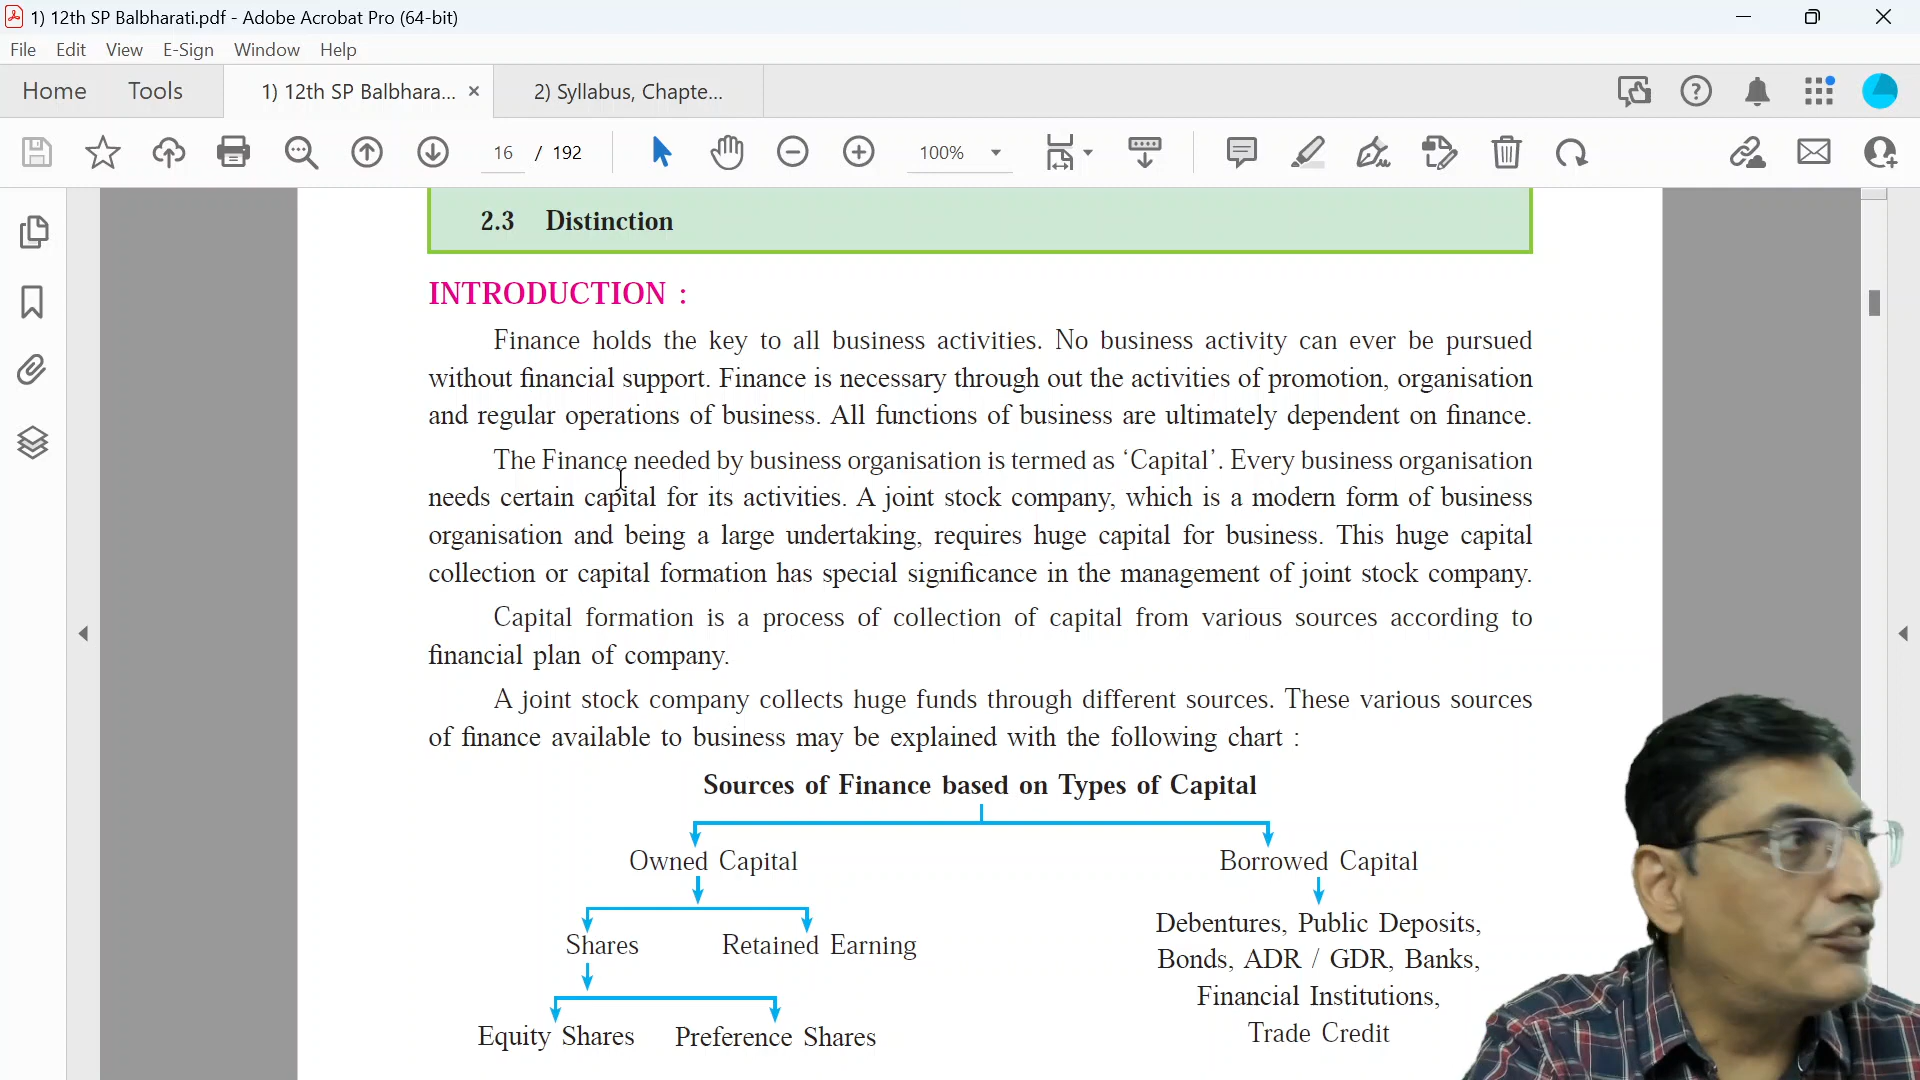 1) 12th SP Balbharati.pdf - Adobe Acrobat Pro (64-bit)
File Edit View E-Sign Window Help
Home Tools 1) 12th SP Balbhara... × 2) Syllabus, Chapte...
16 / 192 100%
2.3 Distinction
INTRODUCTION :
Finance holds the key to all business activities. No business activity can ever be pursued
without financial support. Finance is necessary through out the activities of promotion, organisation
and regular operations of business. All functions of business are ultimately dependent on finance.
The Finance needed by business organisation is termed as ‘Capital’. Every business organisation
needs certain capital for its activities. A joint stock company, which is a modern form of business
organisation and being a large undertaking, requires huge capital for business. This huge capital
collection or capital formation has special significance in the management of joint stock company.
Capital formation is a process of collection of capital from various sources according to
financial plan of company.
A joint stock company collects huge funds through different sources. These various sources
of finance available to business may be explained with the following chart :
Sources of Finance based on Types of Capital
Owned Capital Borrowed Capital
Debentures, Public Deposits,
Shares Retained Earning
Bonds, ADR / GDR, Banks,
Financial Institutions,
Equity Shares Preference Shares
Trade Credit